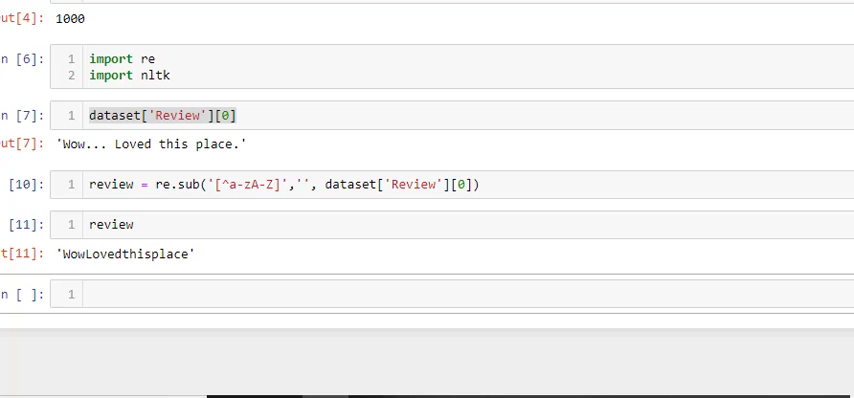 ut[4]: 1000
n [6]: 1 import re
2 import nltk
n [7]: 1 dataset['Review'][0]
ut[7]: 'Wow... Loved this place.'
[10]: 1 review = re.sub('[^a-zA-Z]','', dataset['Review'][0])
[11]: 1 review
t[11]: 'WowLovedthisplace'
n [ ]: 1